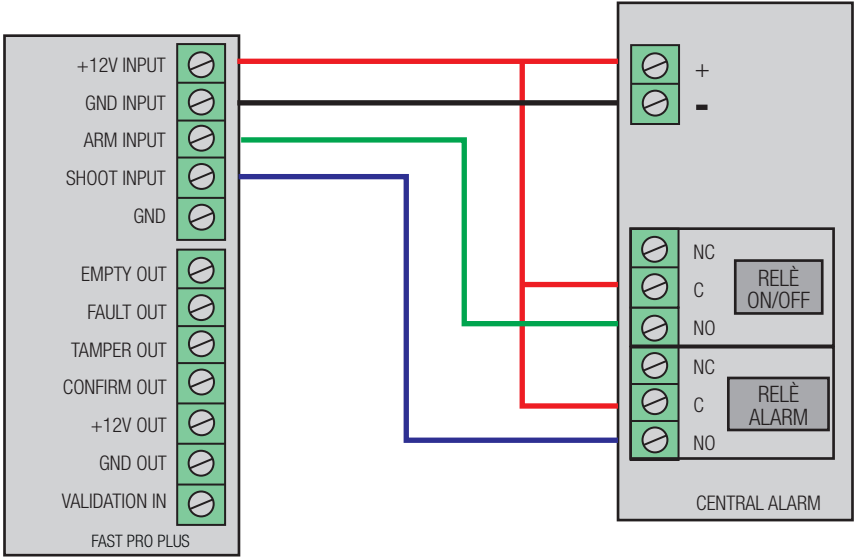 +12V INPUT
GND INPUT
ARM INPUT
SHOOT INPUT
GND
EMPTY OUT
FAULT OUT
TAMPER OUT
CONFIRM OUT
+12V OUT
GND OUT
VALIDATION IN
FAST PRO PLUS
+
-
NC
C
NO
RELÈ
ON/OFF
NC
C
NO
RELÈ
ALARM
CENTRAL ALARM